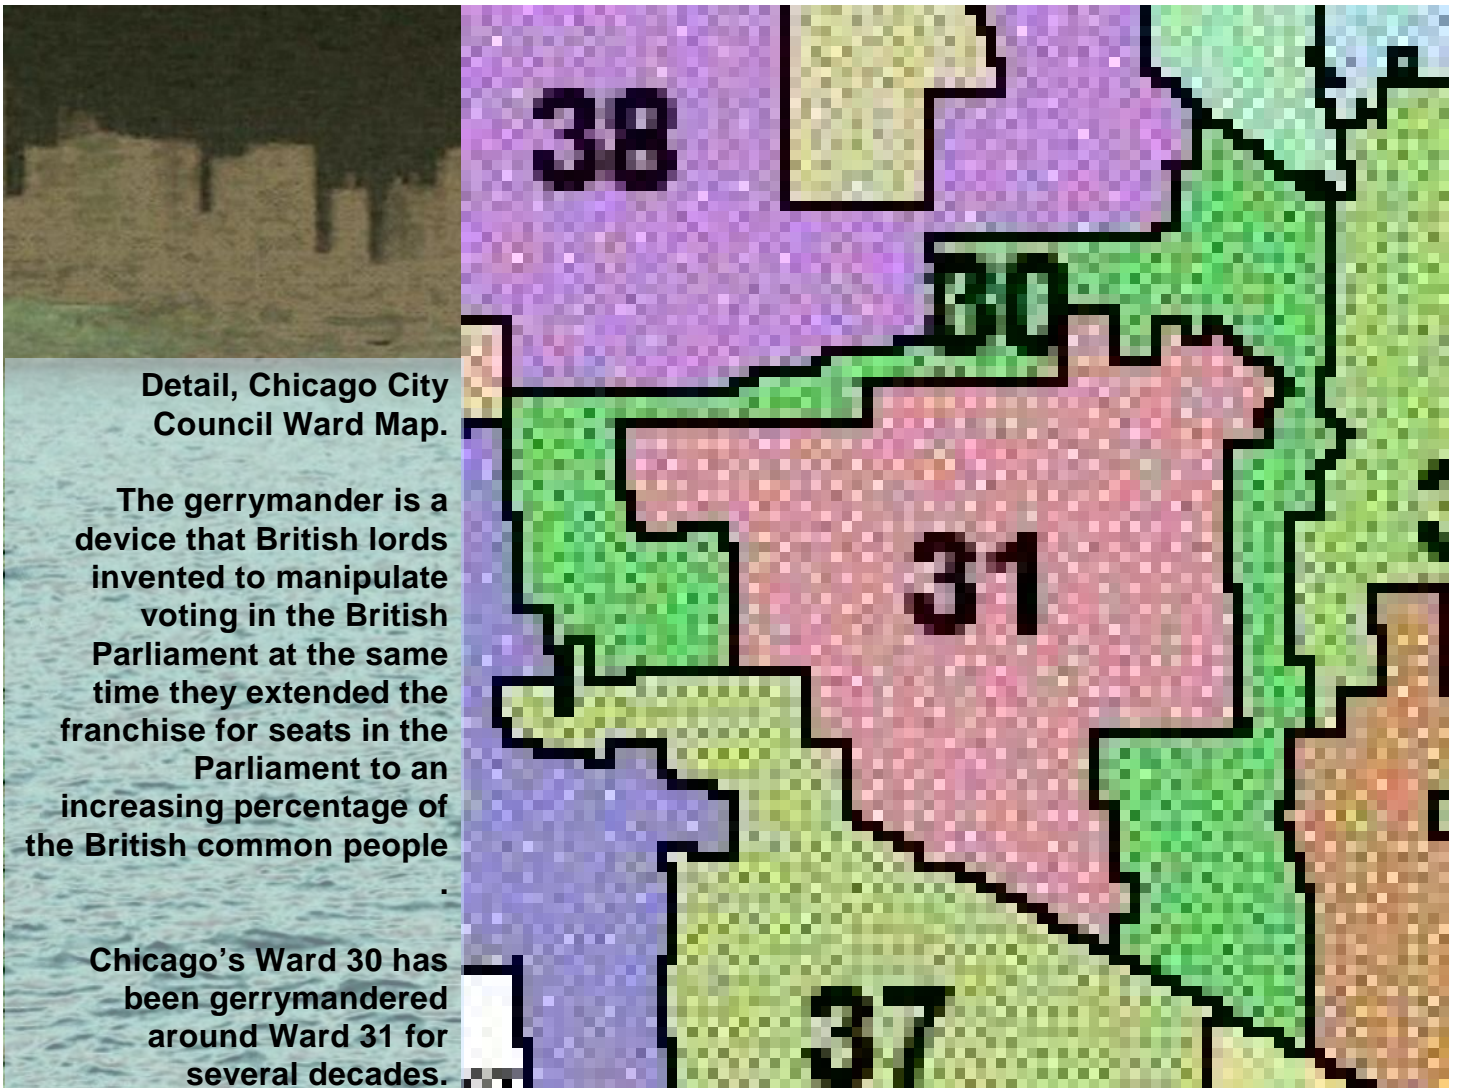 Detail, Chicago City
Council Ward Map.
The gerrymander is a
device that British lords
invented to manipulate
voting in the British
Parliament at the same
time they extended the
franchise for seats in the
Parliament to an
increasing percentage of
the British common people
.
Chicago’s Ward 30 has
been gerrymandered
around Ward 31 for
several decades.
38
30
31
37